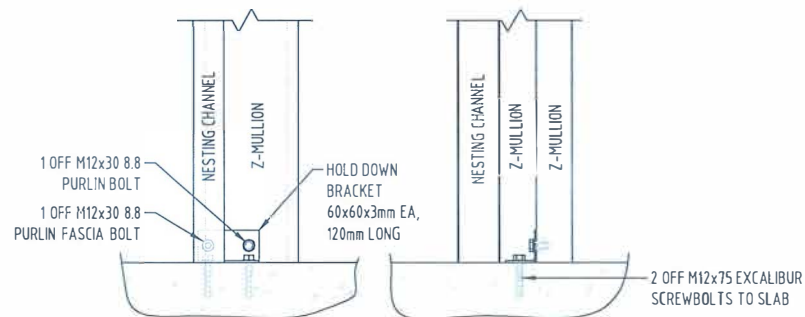 NESTING CHANNEL
Z-MULLION
1 OFF M12x30 8.8
PURLIN BOLT
1 OFF M12x30 8.8
PURLIN FASCIA BOLT
HOLD DOWN
BRACKET
60x60x3mm EA,
120mm LONG
NESTING CHANNEL
Z-MULLION
Z-MULLION
2 OFF M12x75 EXCALIBUR
SCREWBOLTS TO SLAB